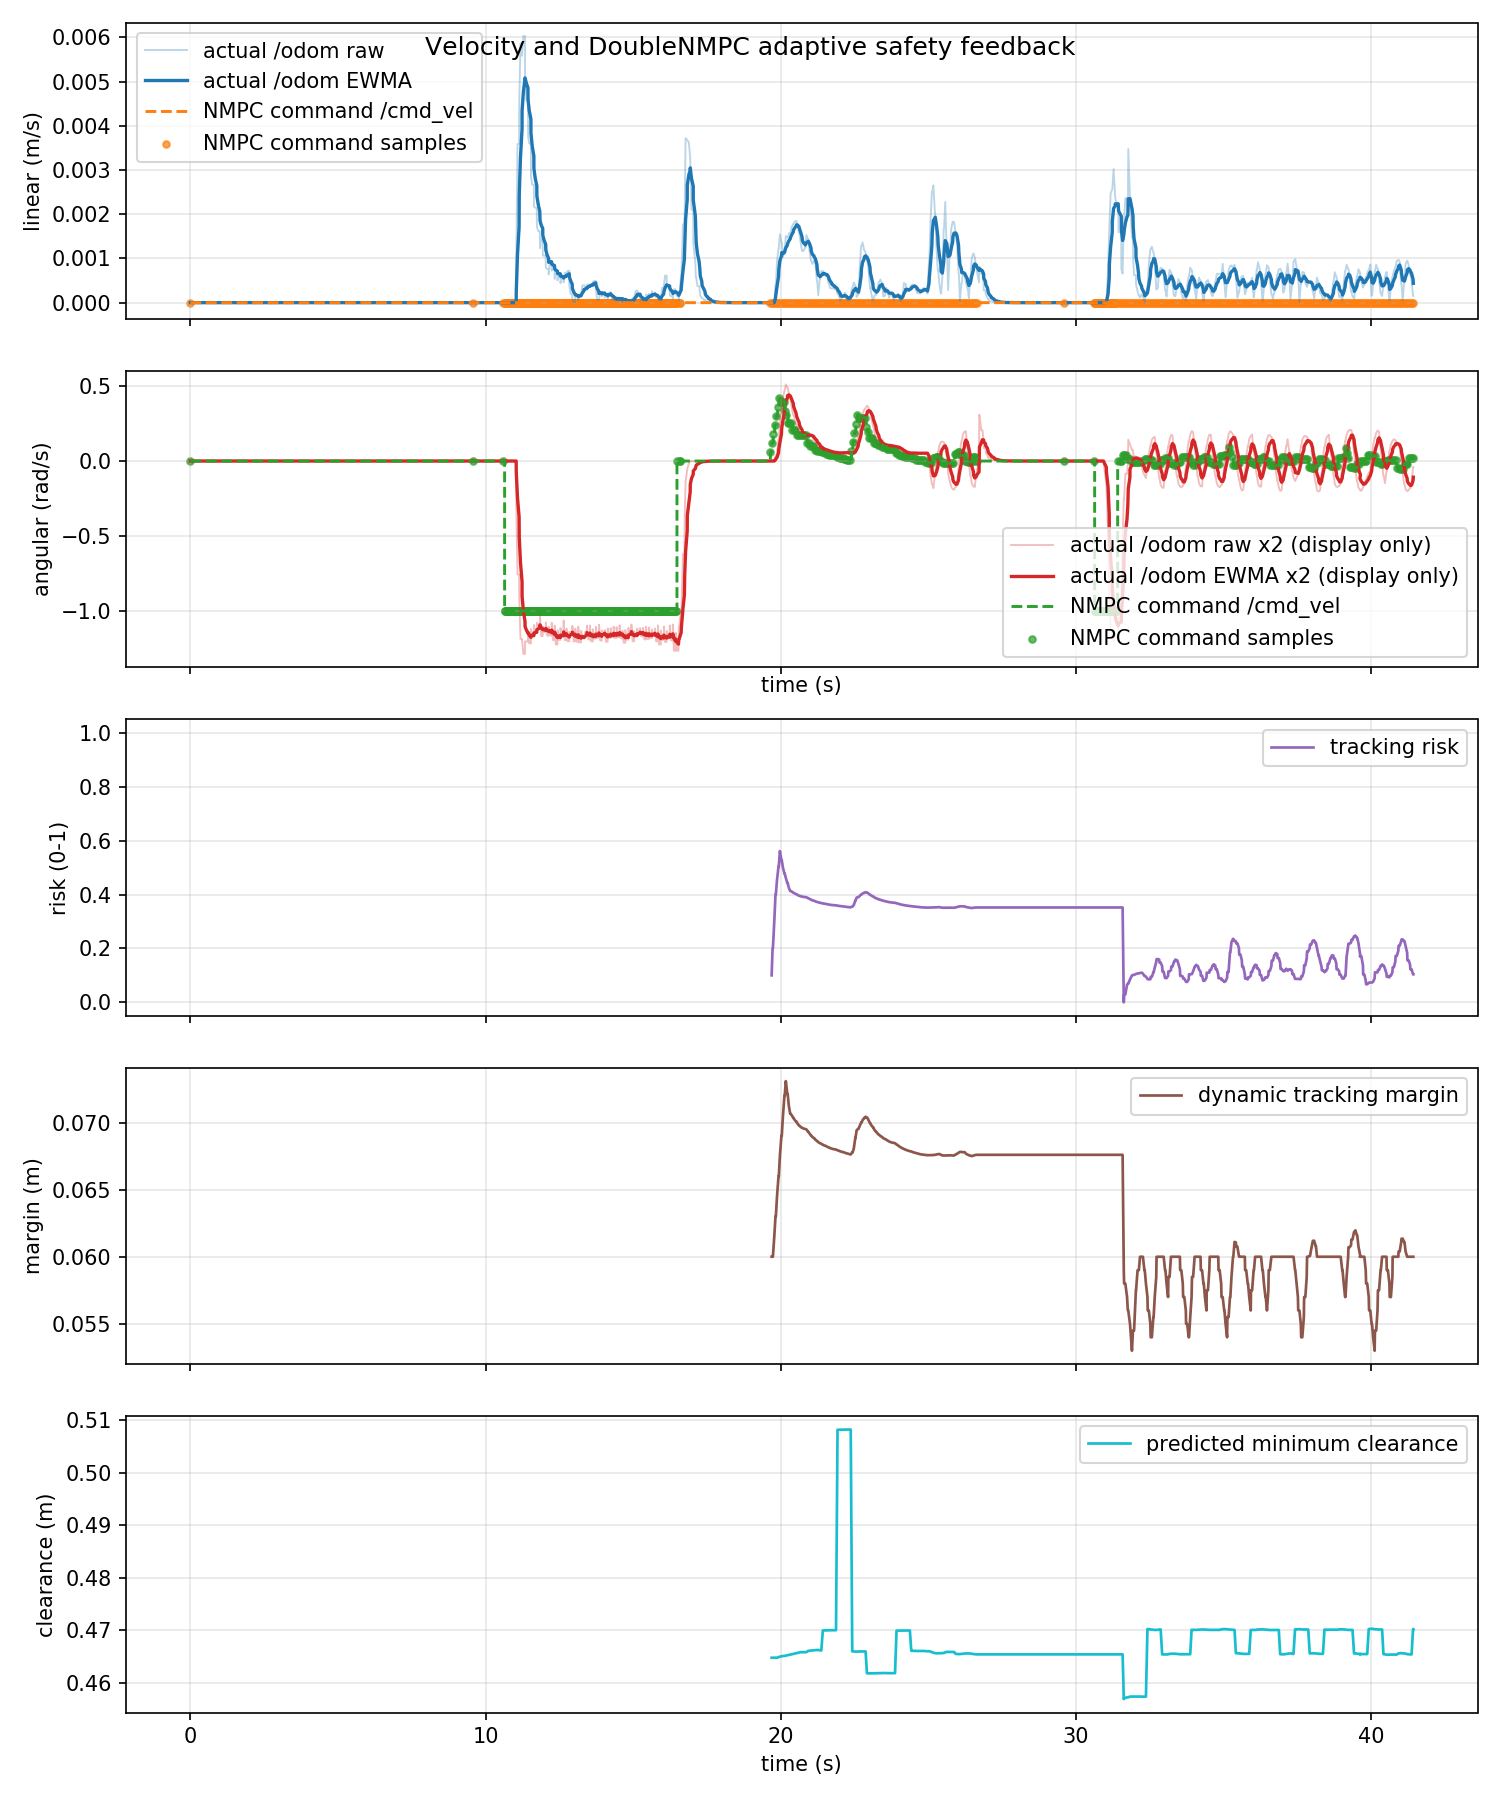 Velocity and DoubleNMPC adaptive safety feedback
actual /odom raw
actual /odom EWMA
NMPC command /cmd_vel
NMPC command samples
linear (m/s)
0.006
0.005
0.004
0.003
0.002
0.001
0.000
angular (rad/s)
0.5
0.0
−0.5
−1.0
actual /odom raw x2 (display only)
actual /odom EWMA x2 (display only)
NMPC command /cmd_vel
NMPC command samples
time (s)
risk (0-1)
1.0
0.8
0.6
0.4
0.2
0.0
tracking risk
margin (m)
0.070
0.065
0.060
0.055
dynamic tracking margin
clearance (m)
0.51
0.50
0.49
0.48
0.47
0.46
predicted minimum clearance
0 10 20 30 40
time (s)